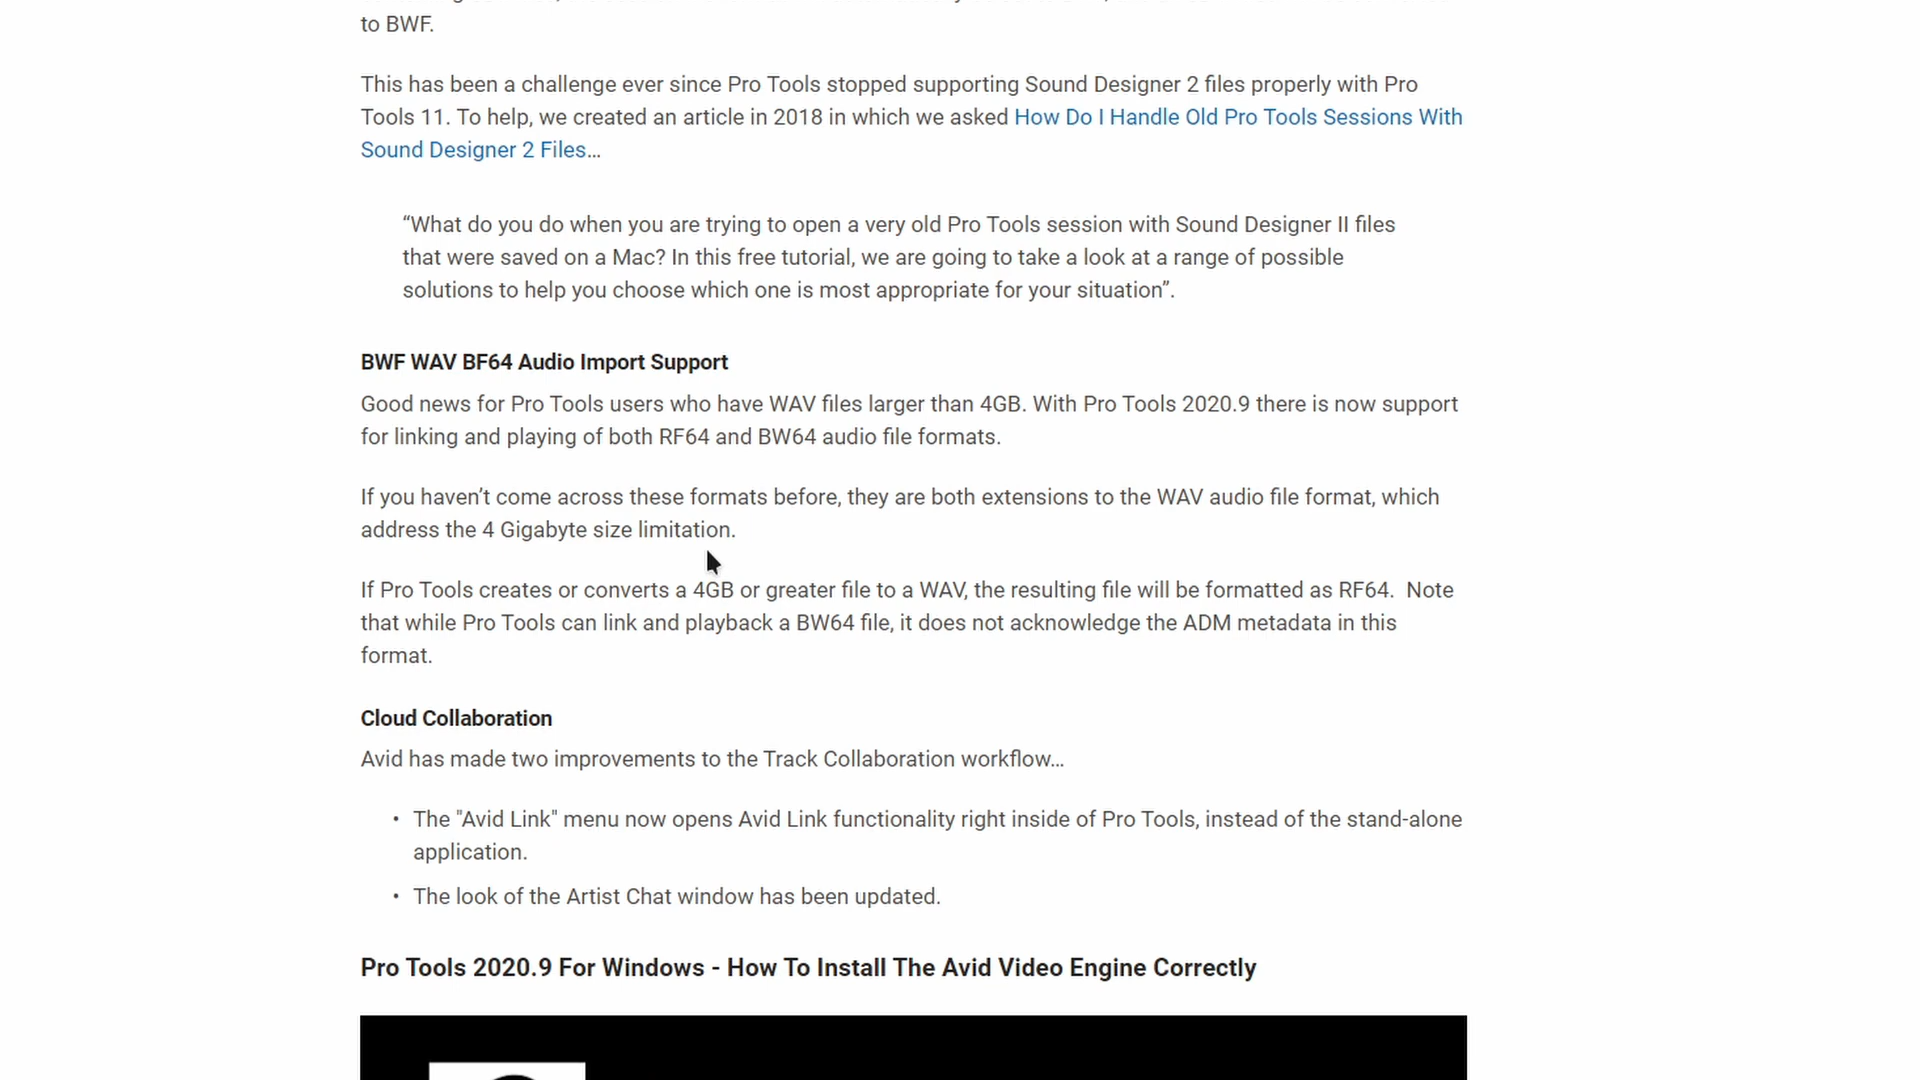 to BWF.
This has been a challenge ever since Pro Tools stopped supporting Sound Designer 2 files properly with Pro
Tools 11. To help, we created an article in 2018 in which we asked How Do I Handle Old Pro Tools Sessions With
Sound Designer 2 Files…
“What do you do when you are trying to open a very old Pro Tools session with Sound Designer II files
that were saved on a Mac? In this free tutorial, we are going to take a look at a range of possible
solutions to help you choose which one is most appropriate for your situation”.
BWF WAV BF64 Audio Import Support
Good news for Pro Tools users who have WAV files larger than 4GB. With Pro Tools 2020.9 there is now support
for linking and playing of both RF64 and BW64 audio file formats.
If you haven’t come across these formats before, they are both extensions to the WAV audio file format, which
address the 4 Gigabyte size limitation.
If Pro Tools creates or converts a 4GB or greater file to a WAV, the resulting file will be formatted as RF64.  Note
that while Pro Tools can link and playback a BW64 file, it does not acknowledge the ADM metadata in this
format.
Cloud Collaboration
Avid has made two improvements to the Track Collaboration workflow…
• The "Avid Link" menu now opens Avid Link functionality right inside of Pro Tools, instead of the stand-alone
application.
• The look of the Artist Chat window has been updated.
Pro Tools 2020.9 For Windows - How To Install The Avid Video Engine Correctly